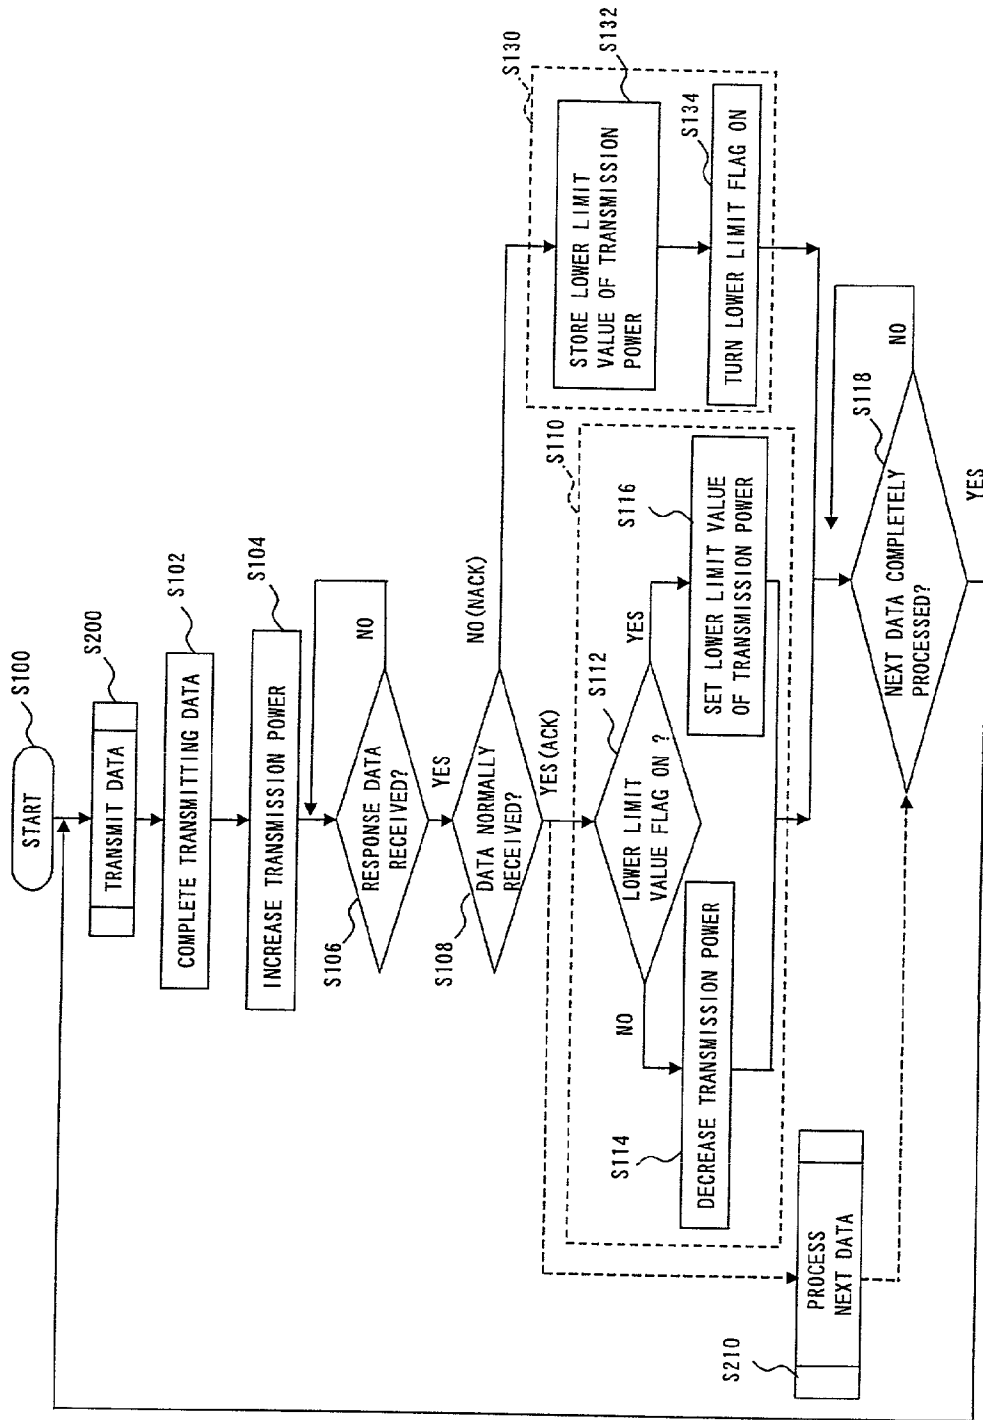 START
S100
TRANSMIT DATA
S200
COMPLETE TRANSMITTING DATA
S102
INCREASE TRANSMISSION POWER
S104
RESPONSE DATA
RECEIVED?
S106
NO
YES
DATA NORMALLY
RECEIVED?
S108
NO(NACK)
YES(ACK)
S110
LOWER LIMIT
VALUE FLAG ON ?
S112
NO
YES
S114
DECREASE TRANSMISSION POWER
S116
SET LOWER LIMIT VALUE
OF TRANSMISSION POWER
S130
STORE LOWER LIMIT
VALUE OF TRANSMISSION
POWER
S132
S134
TURN LOWER LIMIT FLAG ON
S210
PROCESS
NEXT DATA
NEXT DATA COMPLETELY
PROCESSED?
S118
NO
YES